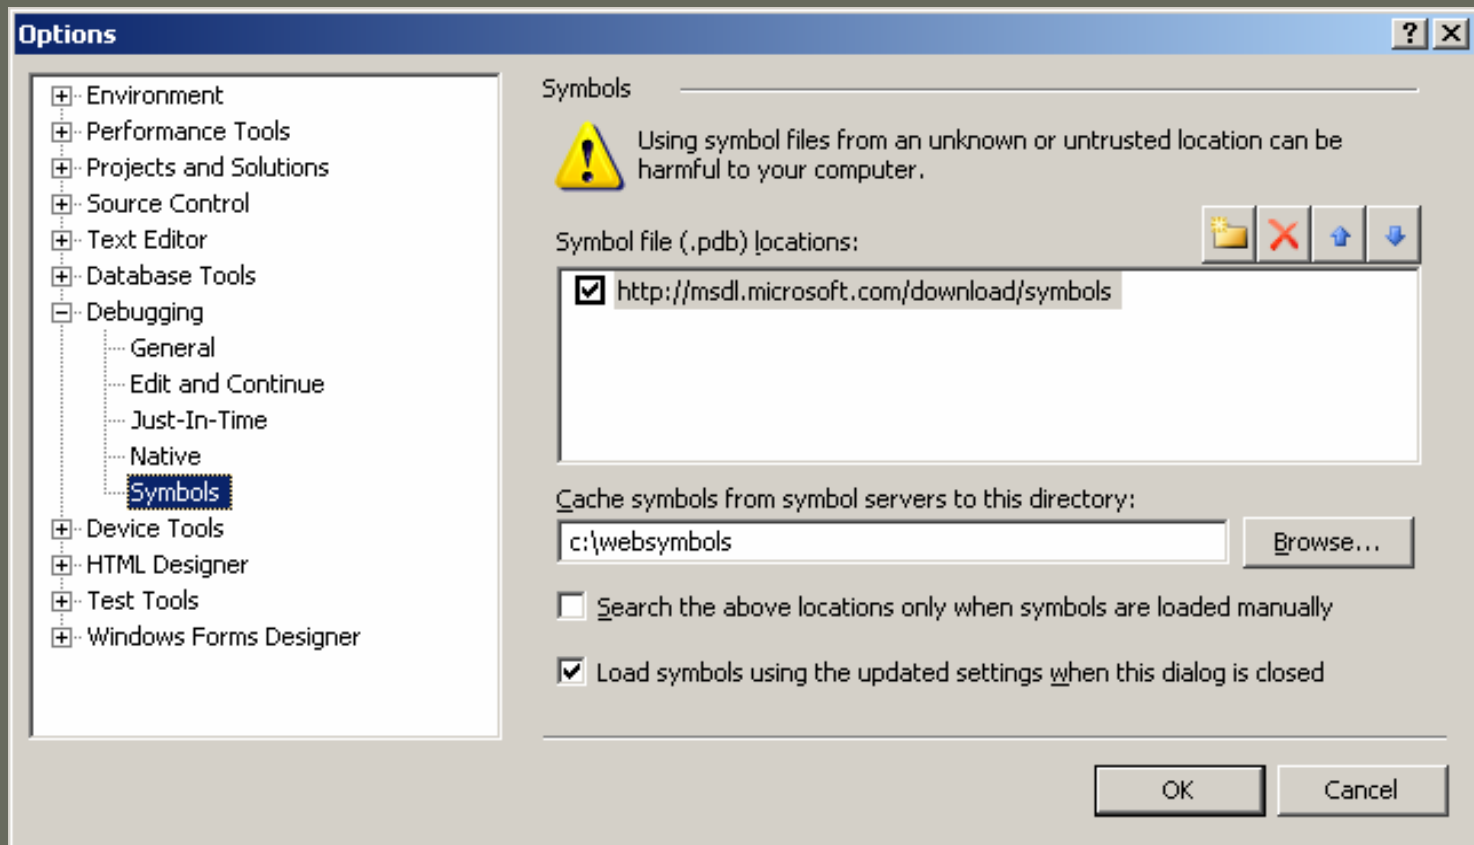 Options
Environment
Performance Tools
Projects and Solutions
Source Control
Text Editor
Database Tools
Debugging
General
Edit and Continue
Just-In-Time
Native
Symbols
Device Tools
HTML Designer
Test Tools
Windows Forms Designer
Symbols
Using symbol files from an unknown or untrusted location can be
harmful to your computer.
Symbol file (.pdb) locations:
http://msdl.microsoft.com/download/symbols
Cache symbols from symbol servers to this directory:
c:\websymbols
Browse...
Search the above locations only when symbols are loaded manually
Load symbols using the updated settings when this dialog is closed
OK
Cancel